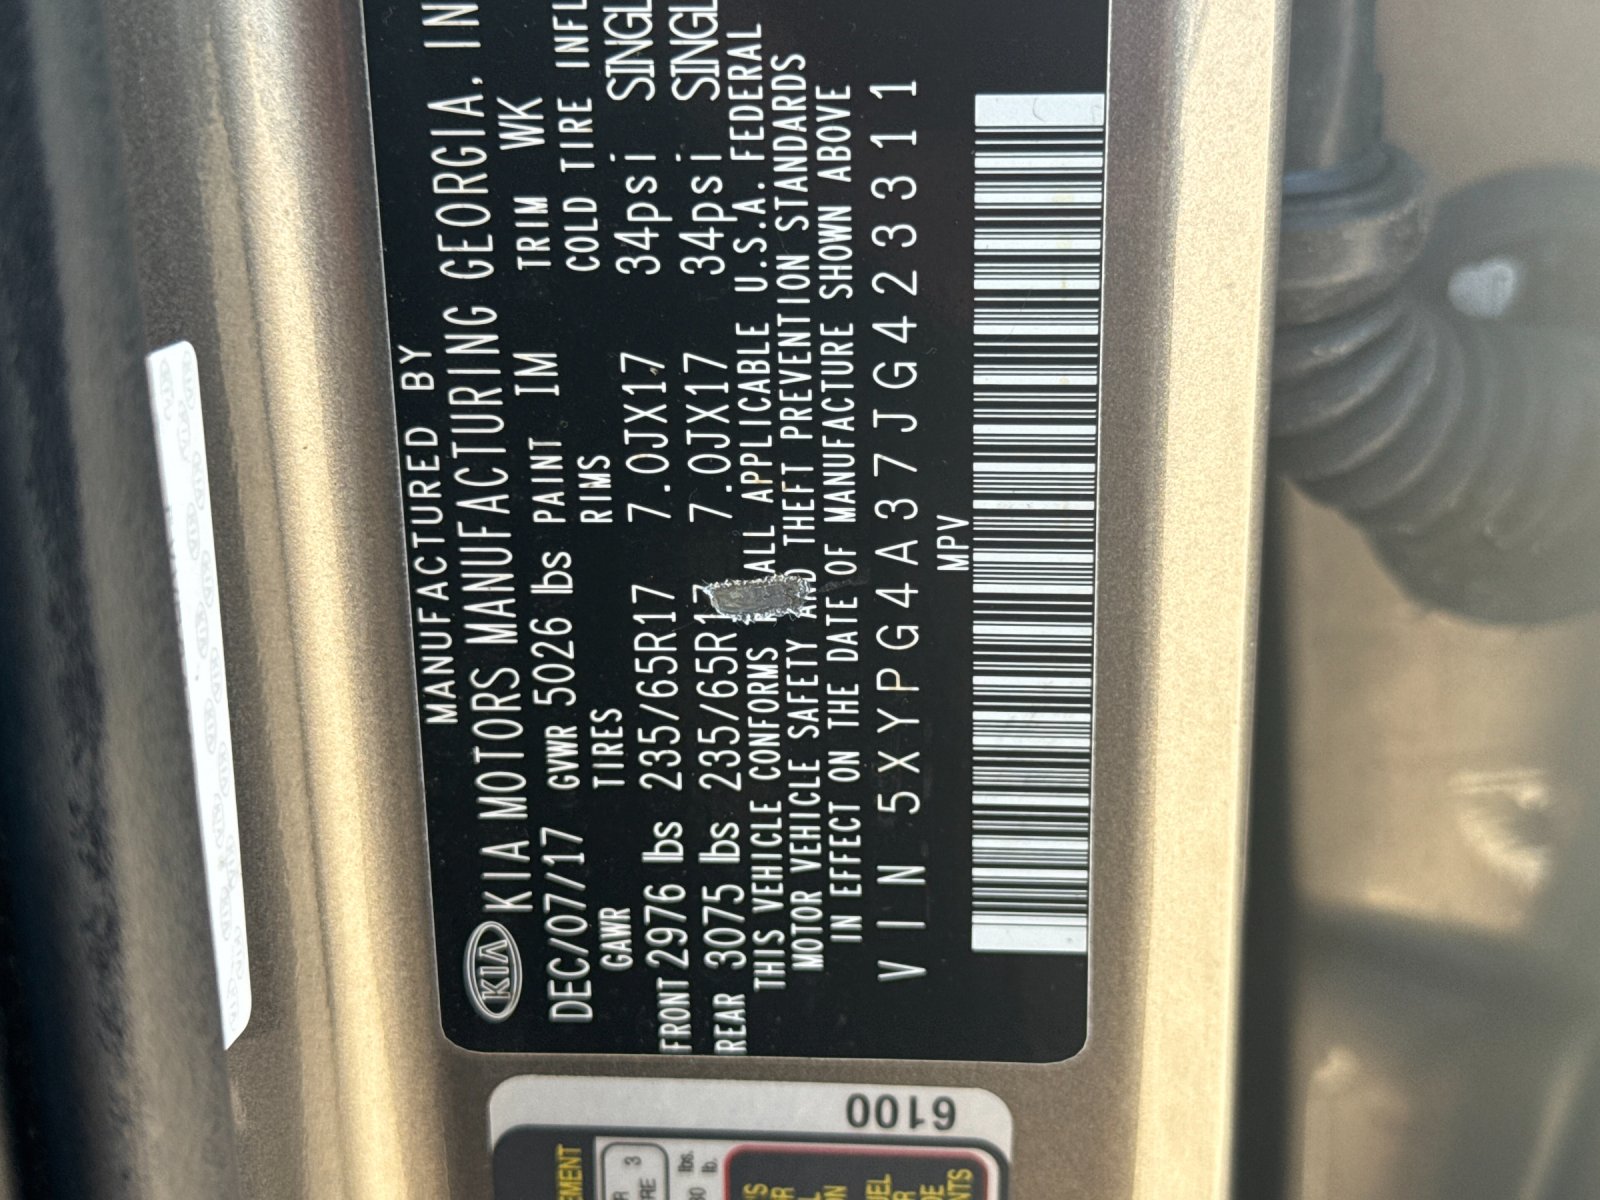 MANUFACTURED BY
KIA KIA MOTORS MANUFACTURING GEORGIA, IN
DEC/07/17 GVWR 5026 lbs PAINT IM TRIM WK
GAWR TIRES RIMS COLD TIRE INFL
FRONT 2976 lbs 235/65R17 7.0JX17 34psi SINGL
REAR 3075 lbs 235/65R17 7.0JX17 34psi SINGL
THIS VEHICLE CONFORMS ALL APPLICABLE U.S.A. FEDERAL
MOTOR VEHICLE SAFETY AND THEFT PREVENTION STANDARDS
IN EFFECT ON THE DATE OF MANUFACTURE SHOWN ABOVE
VIN 5XYPG4A37JG423311
MPV
6100